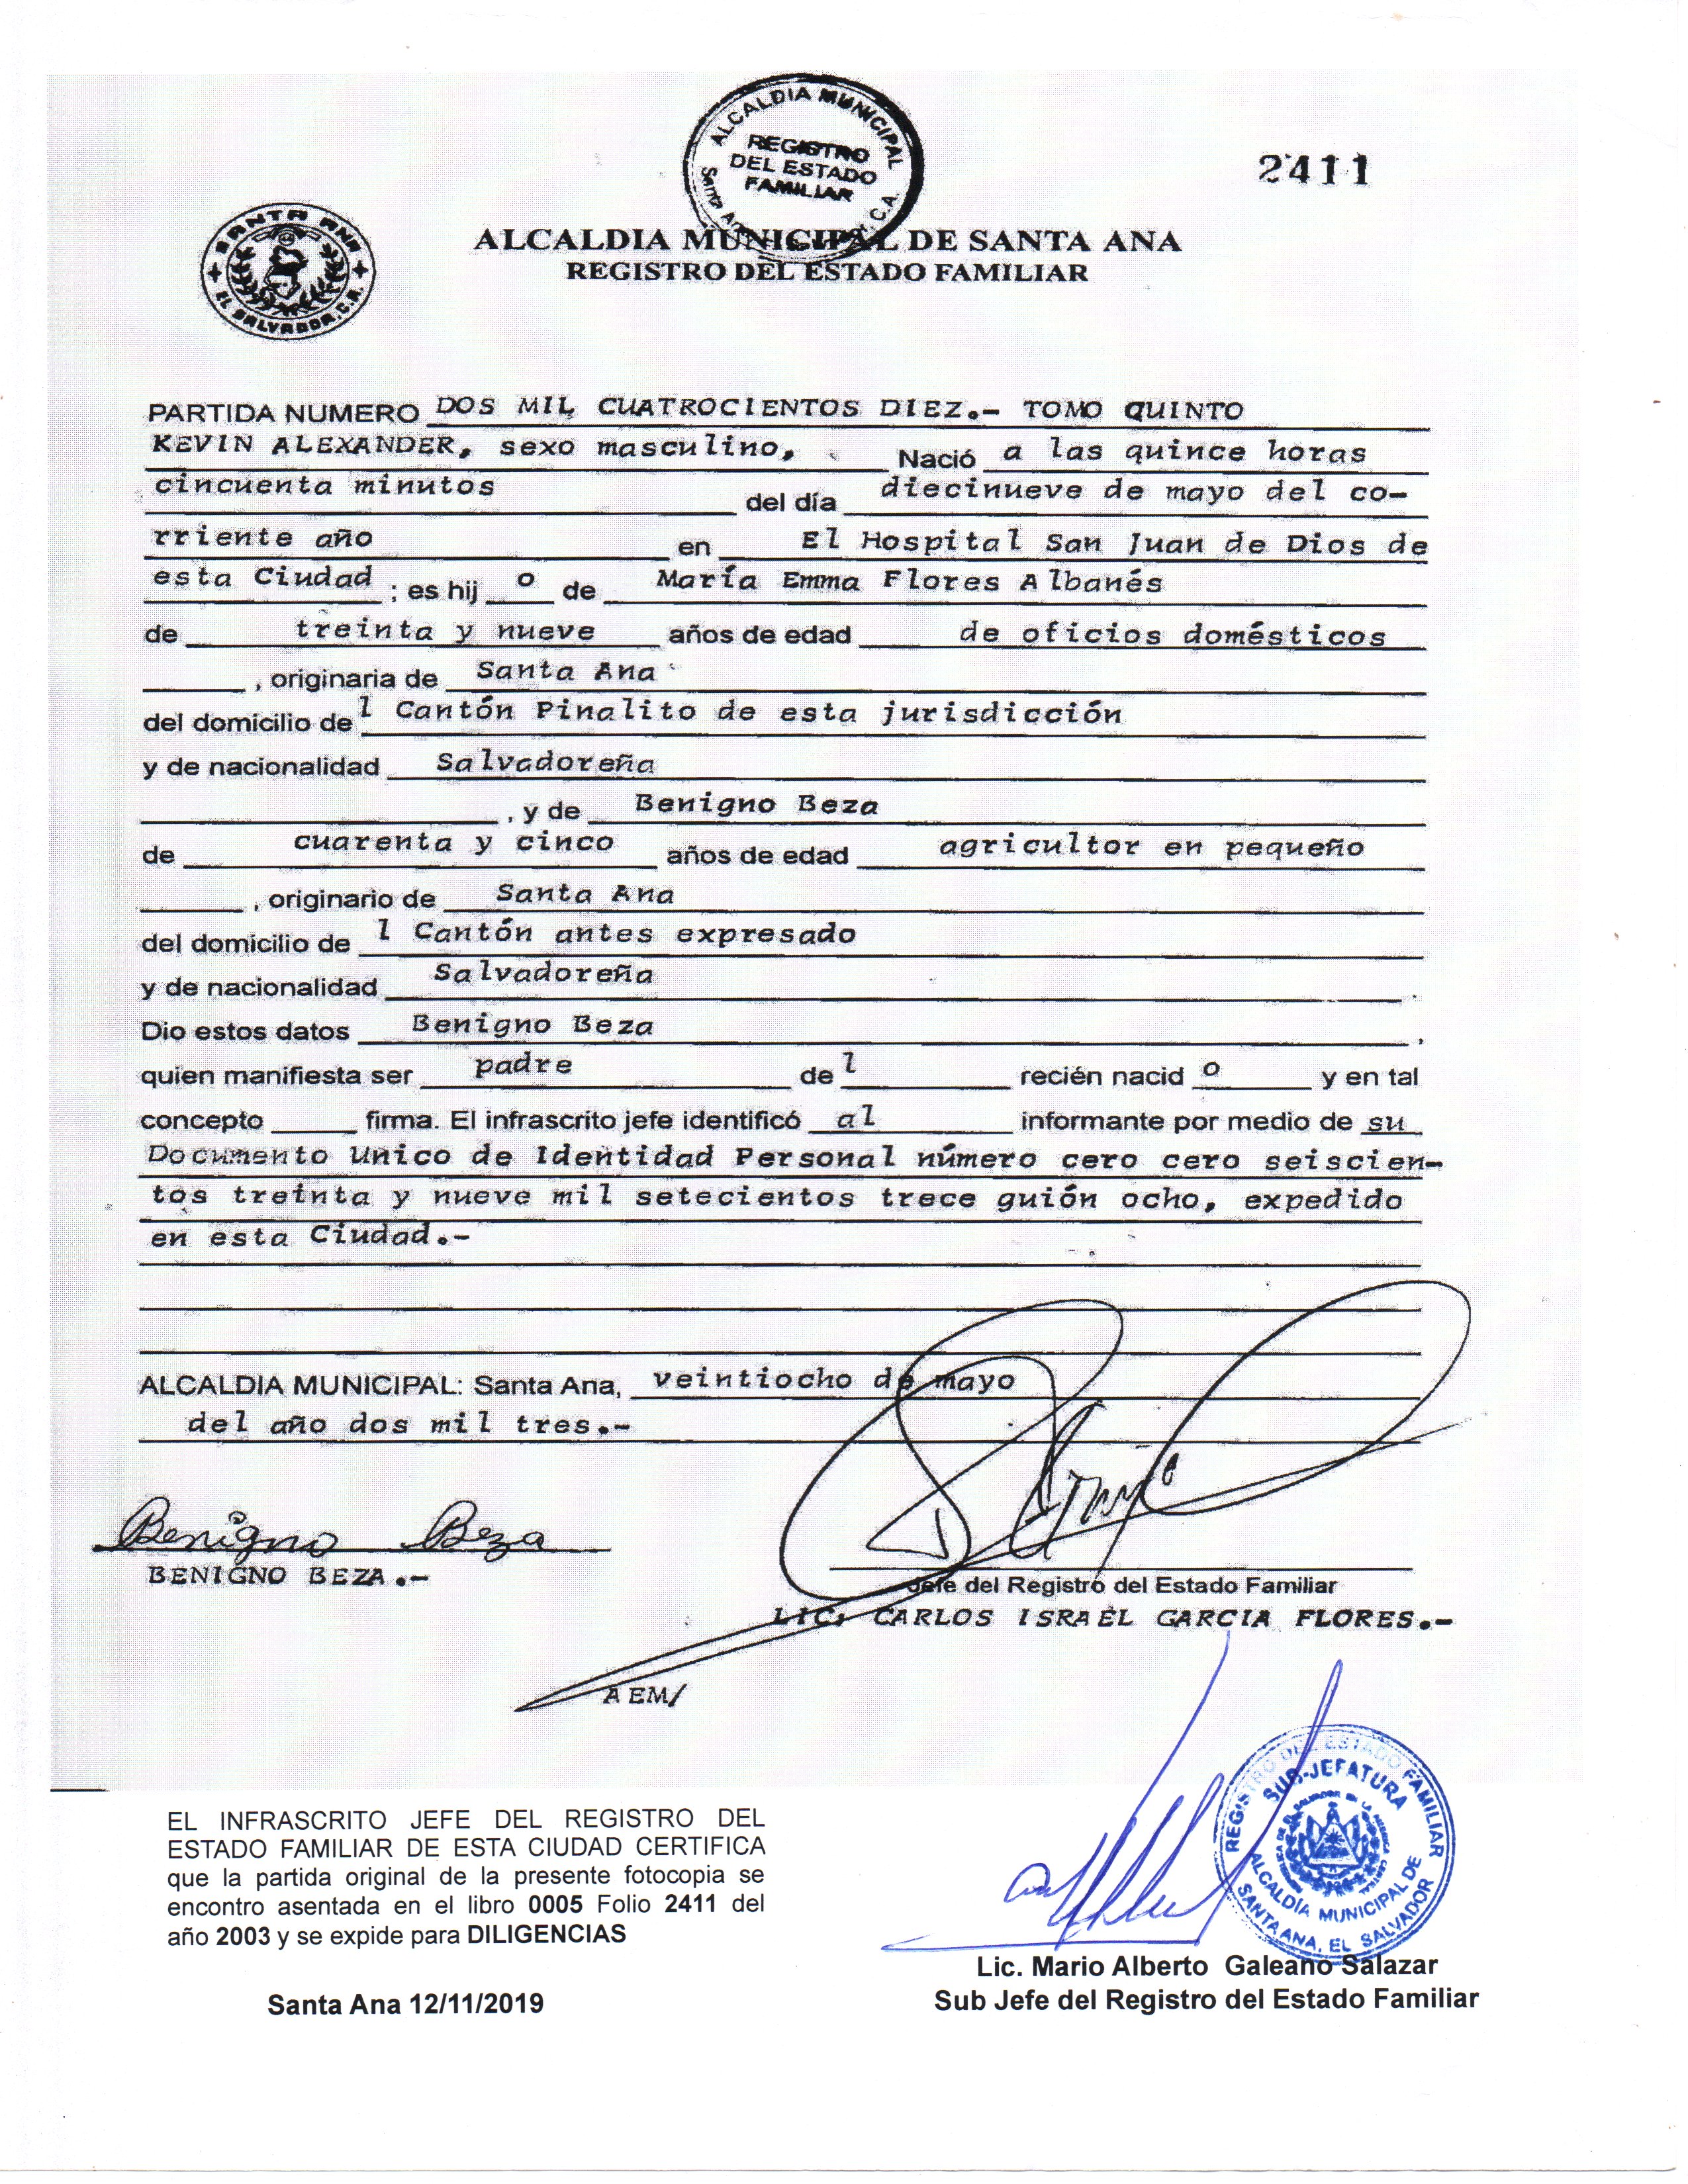 ALCALDIA MUNICIPAL
REGISTRO
DEL ESTADO
FAMILIAR
Santa C.A.
2411
SANTA ANA
EL SALVADOR, C.A.
ALCALDIA MUNICIPAL DE SANTA ANA
REGISTRO DEL ESTADO FAMILIAR
PARTIDA NUMERO DOS MIL CUATROCIENTOS DIEZ.- TOMO QUINTO
KEVIN ALEXANDER, sexo masculino, Nació a las quince horas
cincuenta minutos del día diecinueve de mayo del co-
rriente año en El Hospital San Juan de Dios de
esta Ciudad ; es hij o de María Emma Flores Albanés
de treinta y nueve años de edad de oficios domésticos
, originaria de Santa Ana
del domicilio de l Cantón Pinalito de esta jurisdicción
y de nacionalidad Salvadoreña
, y de Benigno Beza
de cuarenta y cinco años de edad agricultor en pequeño
, originario de Santa Ana
del domicilio de l Cantón antes expresado
y de nacionalidad Salvadoreña .
Dio estos datos Benigno Beza ,
quien manifiesta ser padre de l recién nacid o y en tal
concepto firma. El infrascrito jefe identificó al informante por medio de su
Documento Unico de Identidad Personal número cero cero seiscien-
tos treinta y nueve mil setecientos trece guión ocho, expedido
en esta Ciudad.-
ALCALDIA MUNICIPAL: Santa Ana, veintiocho de mayo
del año dos mil tres.-
Benigno Beza
BENIGNO BEZA.-
Jefe del Registro del Estado Familiar
LIC. CARLOS ISRAEL GARCIA FLORES.-
AEM/
REGISTRO DEL ESTADO FAMILIAR
SUB-JEFATURA
ALCALDÍA MUNICIPAL DE
SANTA ANA, EL SALVADOR
EL INFRASCRITO JEFE DEL REGISTRO DEL
ESTADO FAMILIAR DE ESTA CIUDAD CERTIFICA
que la partida original de la presente fotocopia se
encontro asentada en el libro 0005 Folio 2411 del
año 2003 y se expide para DILIGENCIAS
Santa Ana 12/11/2019
Lic. Mario Alberto Galeano Salazar
Sub Jefe del Registro del Estado Familiar